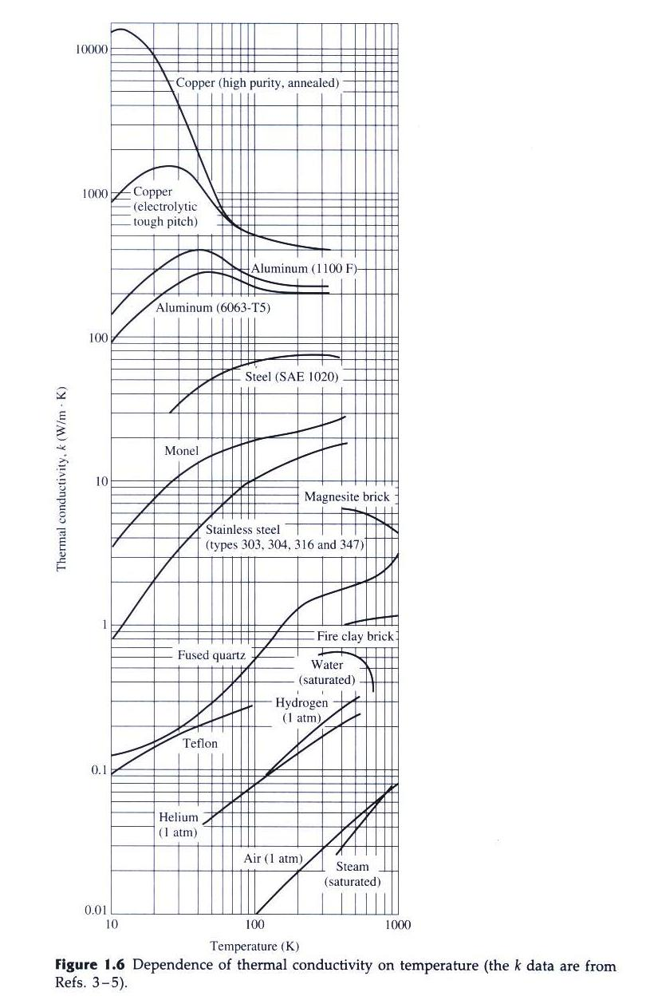 10000
Copper (high purity, annealed)
1000
Copper
(electrolytic
tough pitch)
Aluminum (1100 F)
Aluminum (6063-T5)
100
Steel (SAE 1020)
Thermal conductivity, k (W/m · K)
Monel
10
Magnesite brick
Stainless steel
(types 303, 304, 316 and 347)
1
Fire clay brick
Fused quartz
Water
(saturated)
Hydrogen
(1 atm)
Teflon
0.1
Helium
(1 atm)
Air (1 atm)
Steam
(saturated)
0.01
10
100
1000
Temperature (K)
Figure 1.6 Dependence of thermal conductivity on temperature (the k data are from
Refs. 3–5).